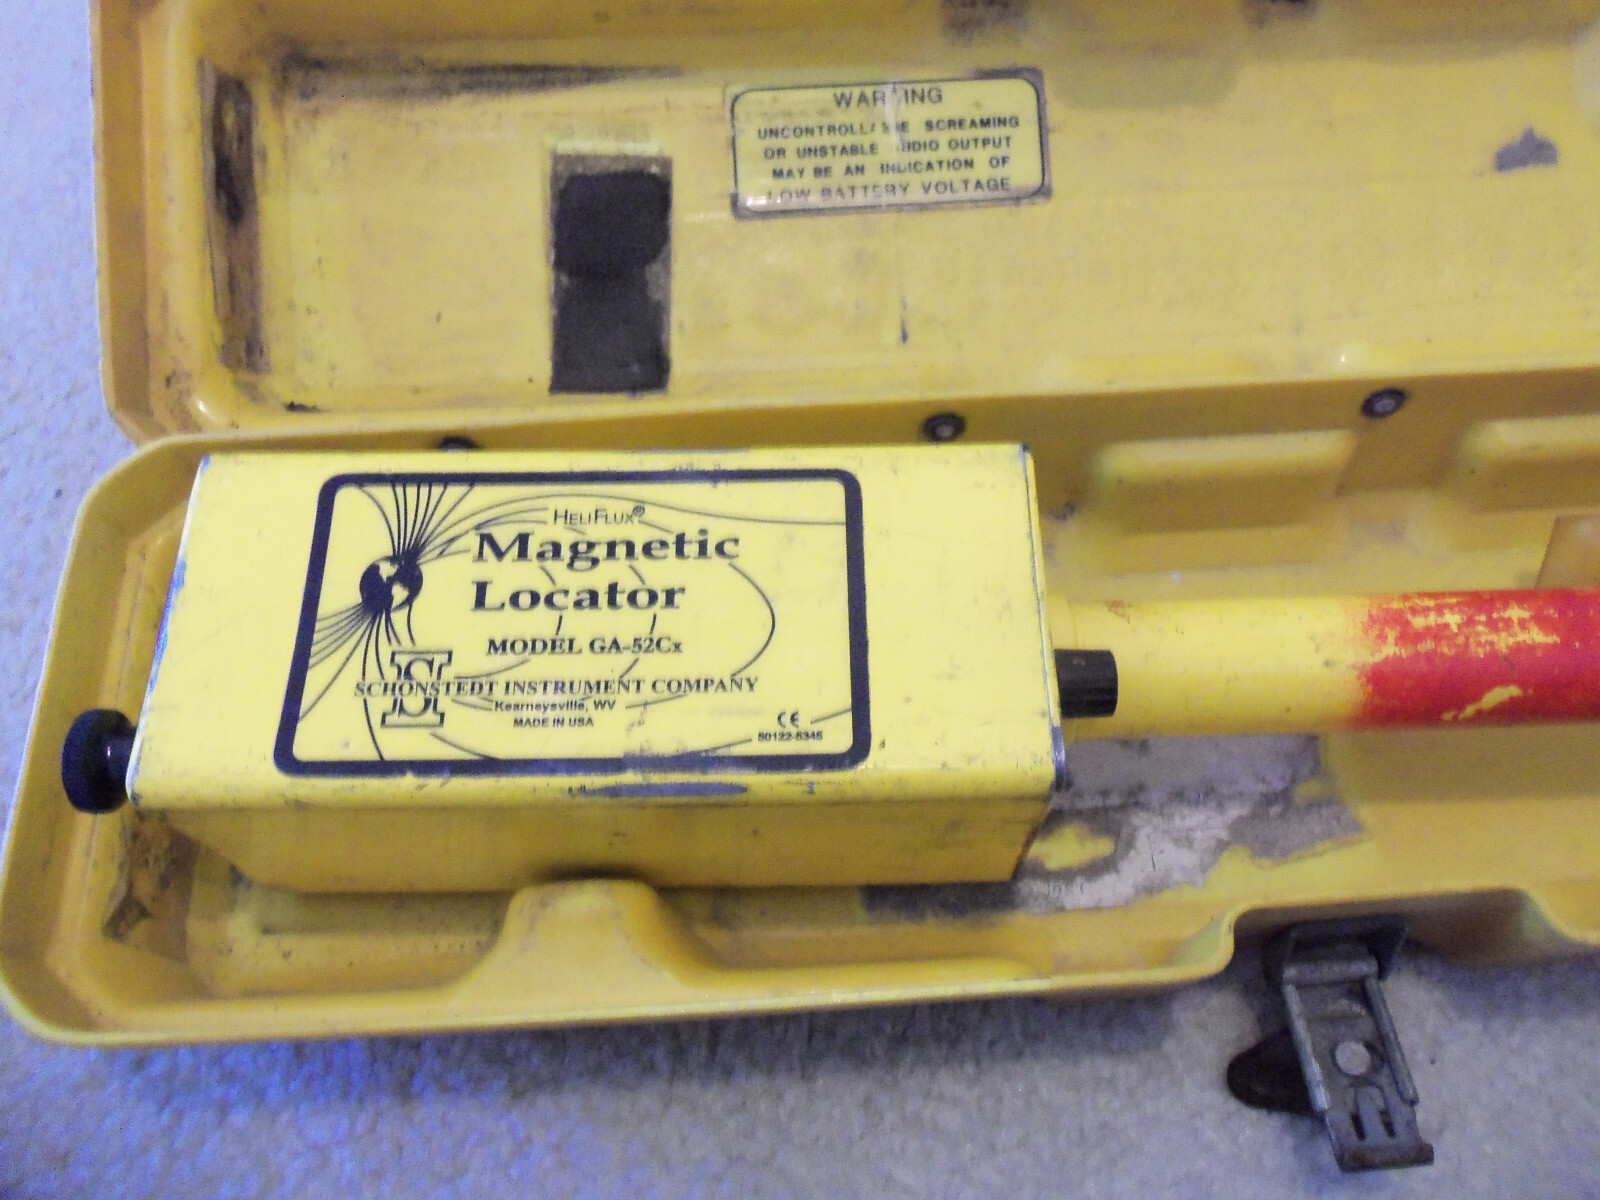 WARNING
UNCONTROLLABLE SCREAMING
OR UNSTABLE AUDIO OUTPUT
MAY BE AN INDICATION OF
LOW BATTERY VOLTAGE
HELIFLUX®
Magnetic
Locator
MODEL GA-52Cx
SI
SCHONSTEDT INSTRUMENT COMPANY
Kearneysville, WV
MADE IN USA
CE
50122-5345